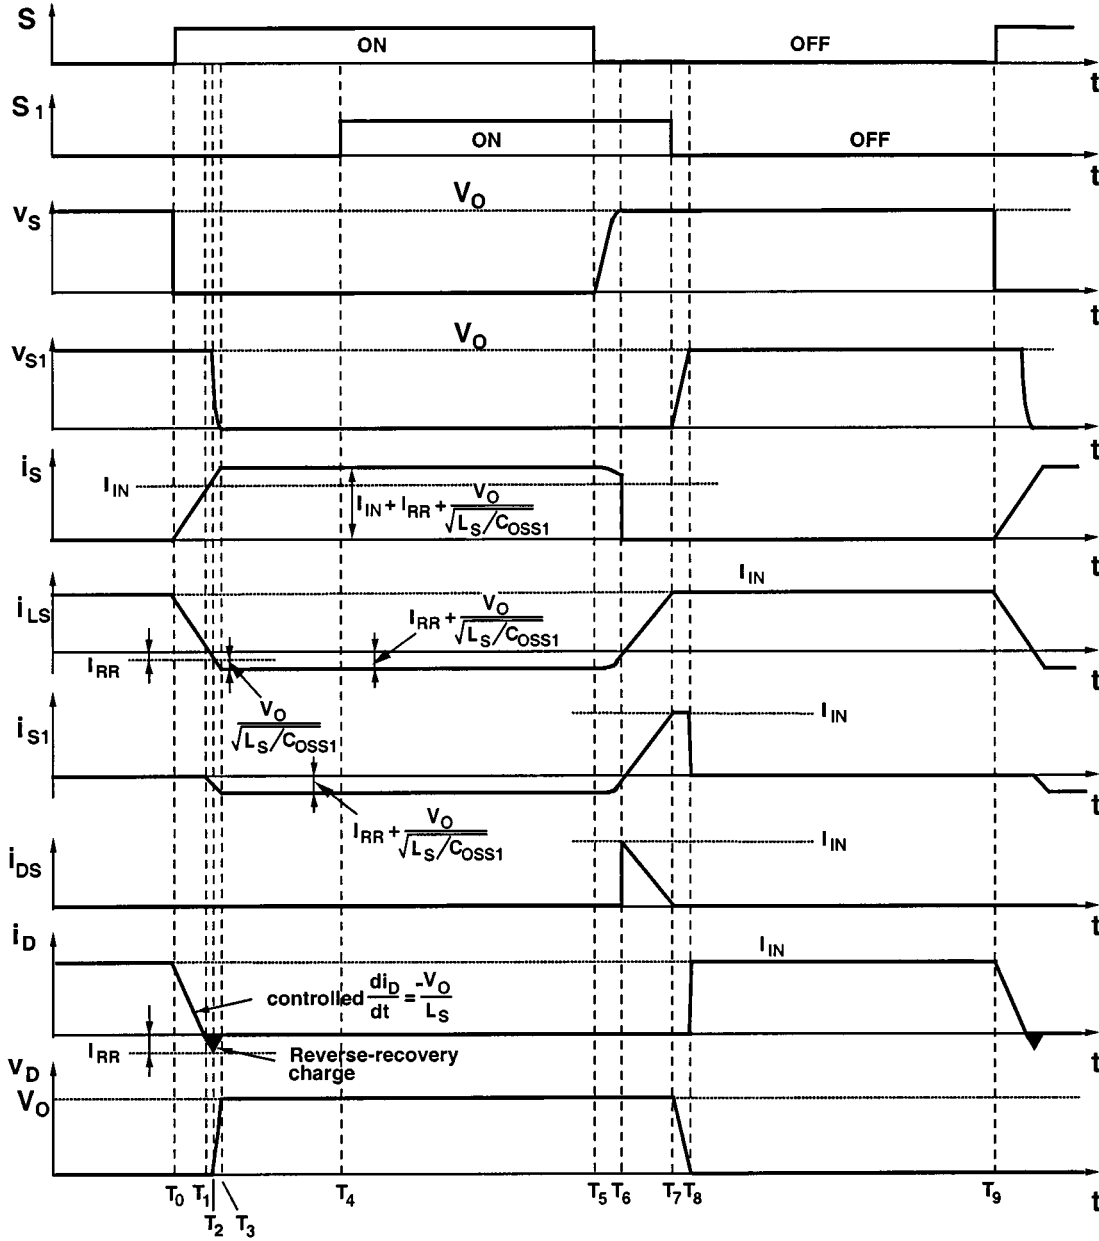 S
ON
OFF
t
S1
ON
OFF
t
VO
vS
t
VO
vS1
t
iS
IIN
IIN + IRR + VO/√(LS/COSS1)
t
IIN
iLS
IRR + VO/√(LS/COSS1)
IRR
t
VO/√(LS/COSS1)
iS1
IIN
t
IRR + VO/√(LS/COSS1)
iDS
IIN
t
iD
IIN
controlled diD/dt = -VO/LS
IRR
Reverse-recovery
charge
t
vD
VO
T0 T1 T4 T5 T6 T7 T8 T9 t
T2 T3